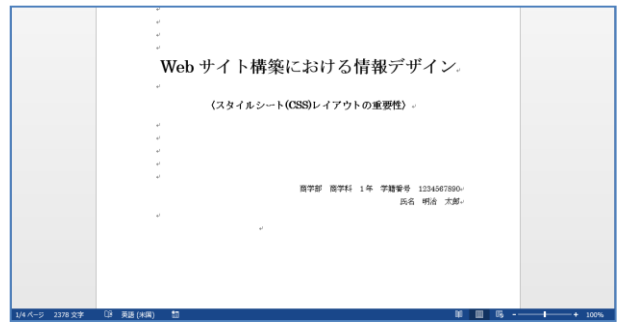 Web サイト構築における情報デザイン
〈スタイルシート(CSS)レイアウトの重要性〉
商学部　商学科　1年　学籍番号　1234567890
氏名　明治　太郎
1/4 ページ　2378 文字　英語 (米国)　100%